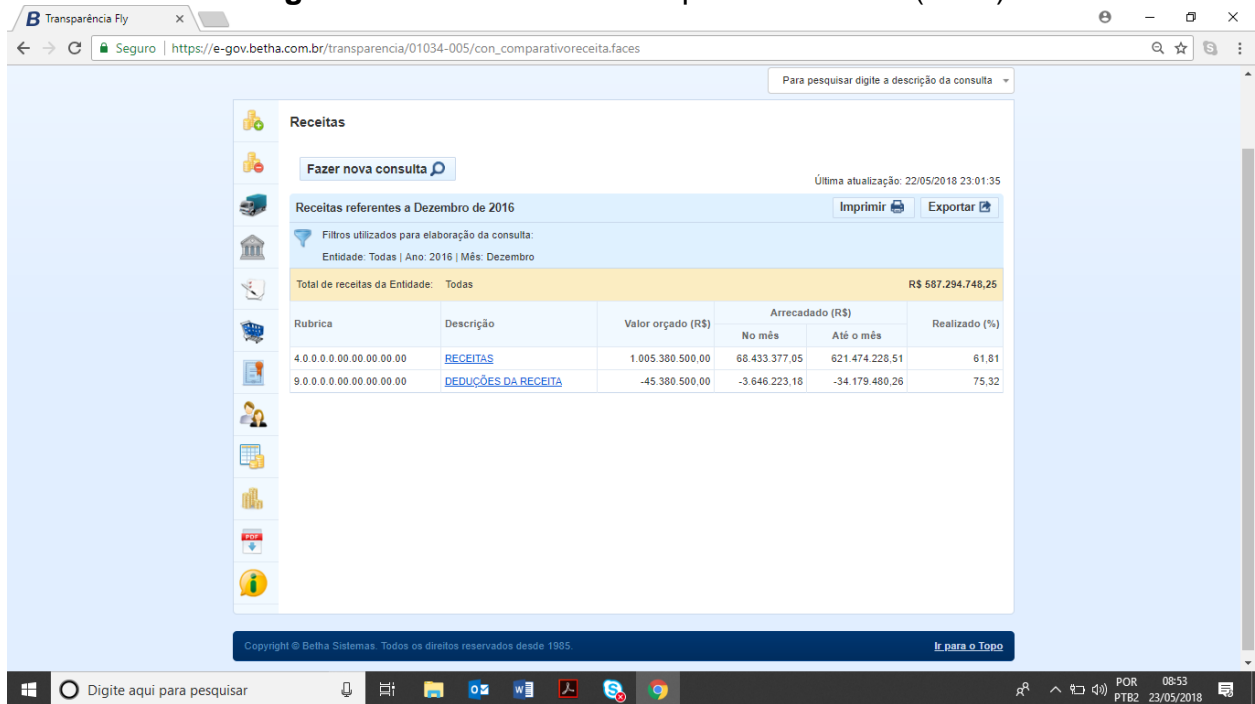 Transparência Fly
Seguro | https://e-gov.betha.com.br/transparencia/01034-005/con_comparativoreceita.faces
Para pesquisar digite a descrição da consulta
Receitas
Fazer nova consulta
Última atualização: 22/05/2018 23:01:35
Receitas referentes a Dezembro de 2016 Imprimir Exportar
Filtros utilizados para elaboração da consulta:
Entidade: Todas | Ano: 2016 | Mês: Dezembro
Total de receitas da Entidade: Todas R$ 587.294.748,25
Rubrica Descrição Valor orçado (R$) Arrecadado (R$) Realizado (%)
No mês Até o mês
4.0.0.0.0.00.00.00.00.00 RECEITAS 1.005.380.500,00 68.433.377,05 621.474.228,51 61,81
9.0.0.0.0.00.00.00.00.00 DEDUÇÕES DA RECEITA -45.380.500,00 -3.646.223,18 -34.179.480,26 75,32
PDF
Copyright © Betha Sistemas. Todos os direitos reservados desde 1985. Ir para o Topo
Digite aqui para pesquisar
POR 08:53
PTB2 23/05/2018